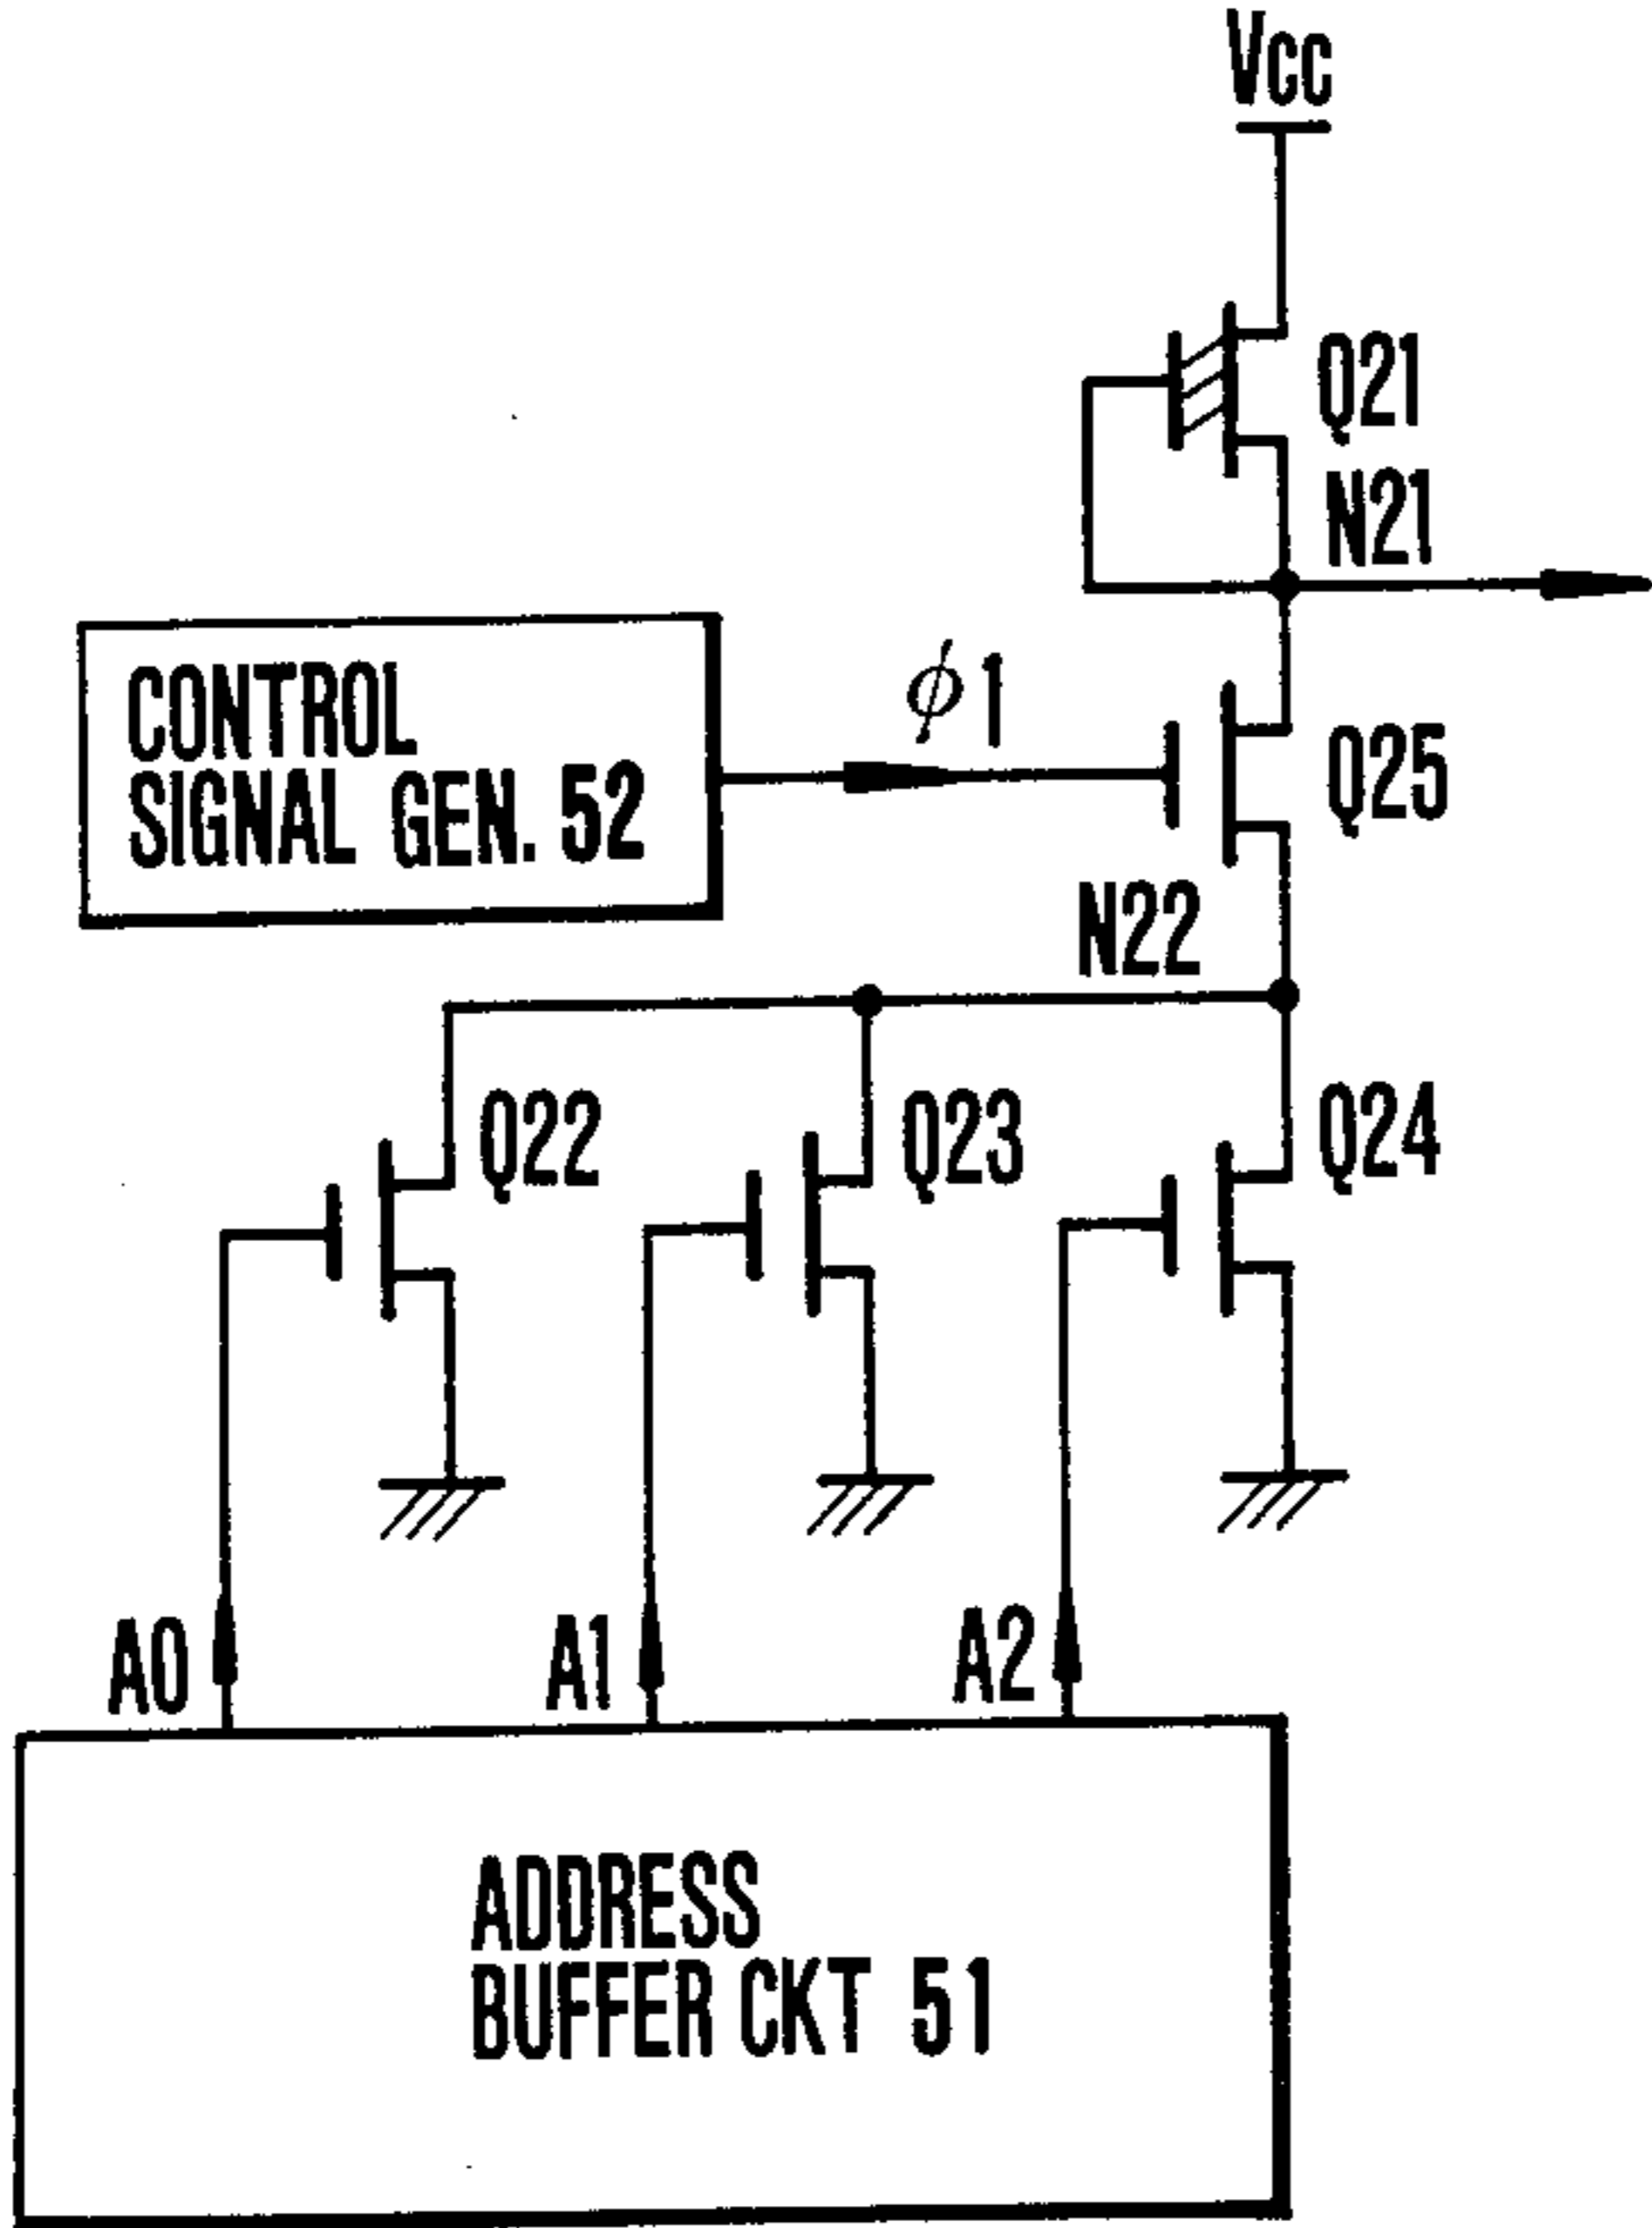 Vcc
Q21
N21
CONTROL
SIGNAL GEN. 52
ϕ1
Q25
N22
Q22
Q23
Q24
A0
A1
A2
ADDRESS
BUFFER CKT 51